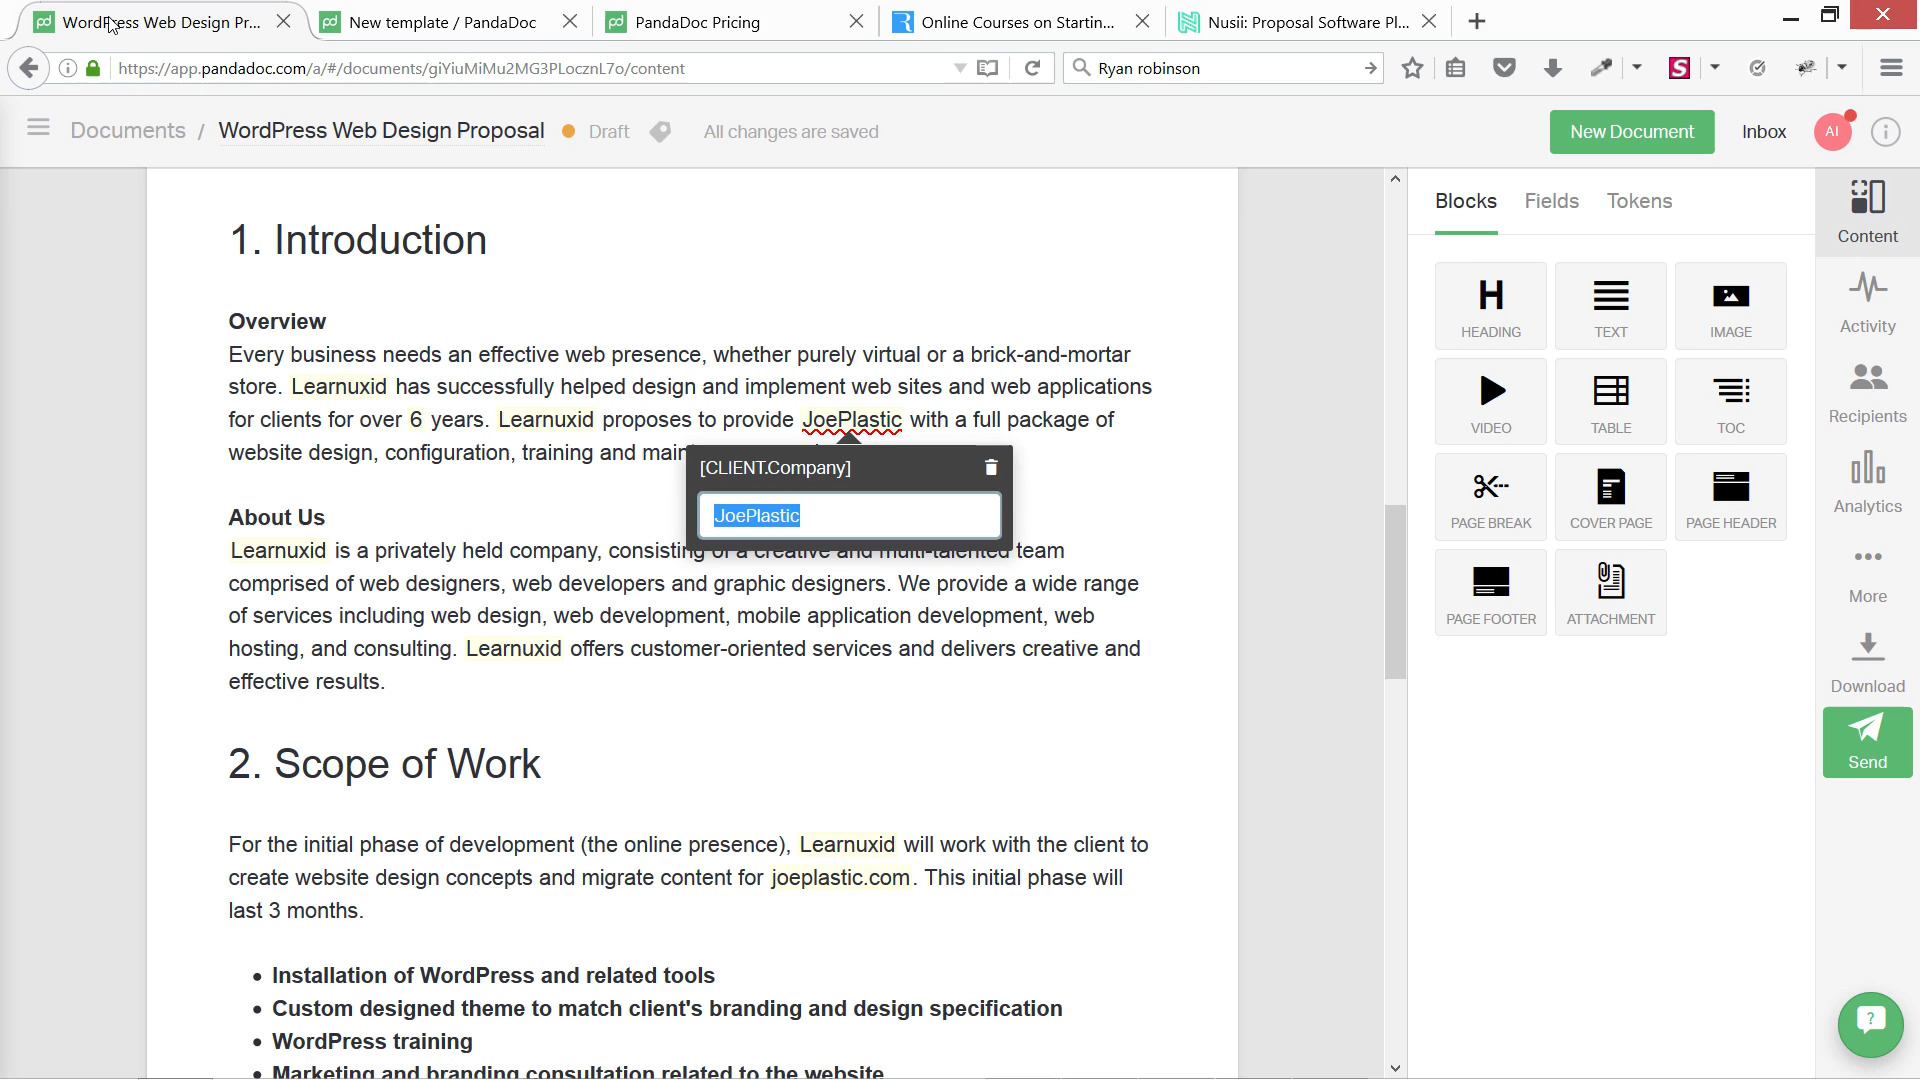 WordPress Web Design Pr...
New template / PandaDoc
PandaDoc Pricing
Online Courses on Startin...
Nusii: Proposal Software Pl...
https://app.pandadoc.com/a/#/documents/giYiuMiMu2MG3PLocznL7o/content
Ryan robinson
Documents / WordPress Web Design Proposal
Draft
All changes are saved
New Document
Inbox
AI
1. Introduction
Overview
Every business needs an effective web presence, whether purely virtual or a brick-and-mortar
store. Learnuxid has successfully helped design and implement web sites and web applications
for clients for over 6 years. Learnuxid proposes to provide JoePlastic with a full package of
website design, configuration, training and
[CLIENT.Company]
JoePlastic
About Us
Learnuxid is a privately held company, consisting of a creative and multi-talented team
comprised of web designers, web developers and graphic designers. We provide a wide range
of services including web design, web development, mobile application development, web
hosting, and consulting. Learnuxid offers customer-oriented services and delivers creative and
effective results.
2. Scope of Work
For the initial phase of development (the online presence), Learnuxid will work with the client to
create website design concepts and migrate content for joeplastic.com. This initial phase will
last 3 months.
• Installation of WordPress and related tools
• Custom designed theme to match client's branding and design specification
• WordPress training
• Marketing and branding consultation related to the website
Blocks
Fields
Tokens
H
HEADING
TEXT
IMAGE
VIDEO
TABLE
TOC
PAGE BREAK
COVER PAGE
PAGE HEADER
PAGE FOOTER
ATTACHMENT
Content
Activity
Recipients
Analytics
More
Download
Send